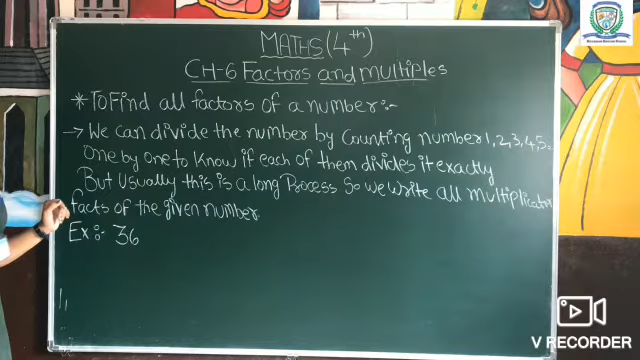 MATHS (4th)
CH-6 Factors and multiples
* To Find all factors of a number:-
→ We can divide the number by counting number 1, 2, 3, 4, 5..
one by one to know if each of them divides it exactly
But usually this is a long Process So we write all multiplication
facts of the given number
Ex:- 36
V RECORDER